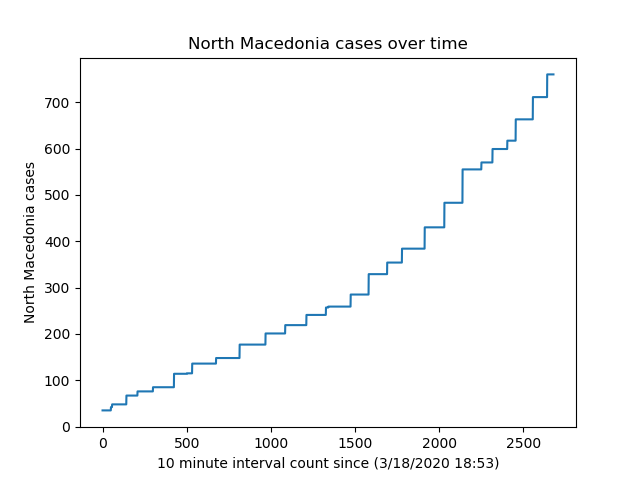 North Macedonia cases over time
700
600
500
400
300
200
100
0
North Macedonia cases
0 500 1000 1500 2000 2500
10 minute interval count since (3/18/2020 18:53)